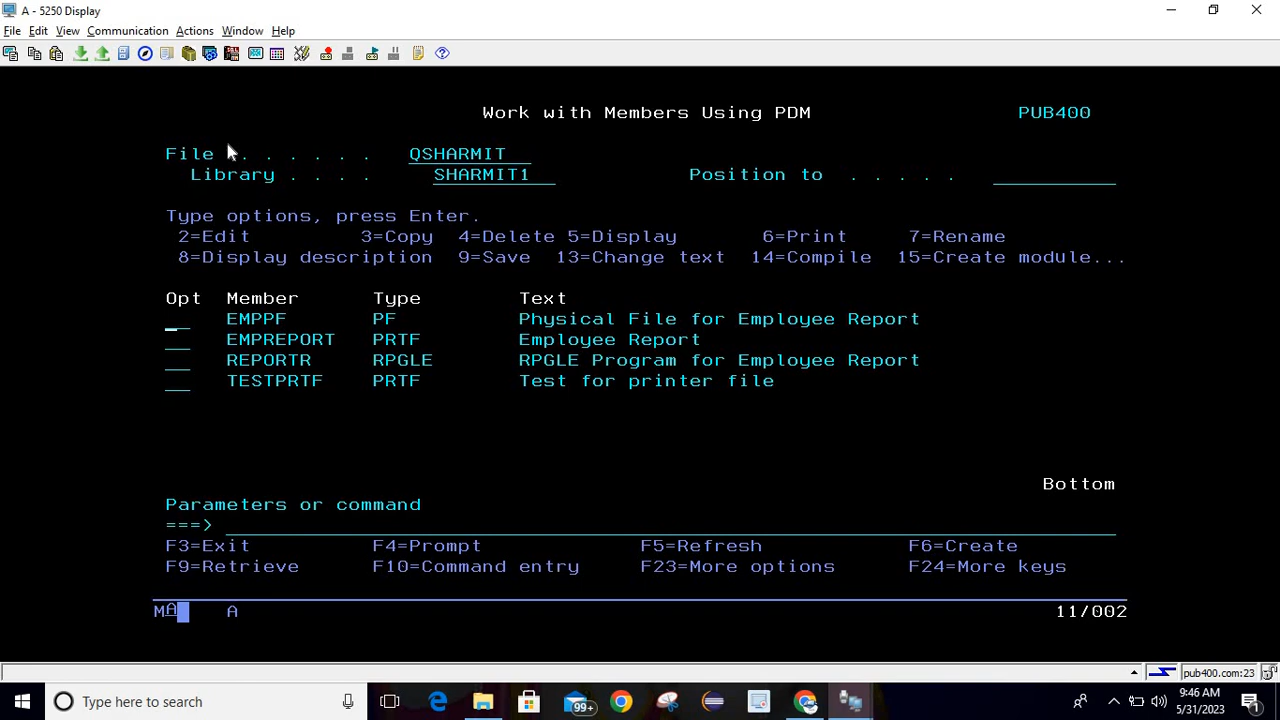 A - 5250 Display
File Edit View Communication Actions Window Help
Work with Members Using PDM PUB400
File . . . . . . QSHARMIT
Library . . . . SHARMIT1 Position to . . . . .
Type options, press Enter.
2=Edit 3=Copy 4=Delete 5=Display 6=Print 7=Rename
8=Display description 9=Save 13=Change text 14=Compile 15=Create module...
Opt Member Type Text
EMPPF PF Physical File for Employee Report
EMPREPORT PRTF Employee Report
REPORTR RPGLE RPGLE Program for Employee Report
TESTPRTF PRTF Test for printer file
Bottom
Parameters or command
===>
F3=Exit F4=Prompt F5=Refresh F6=Create
F9=Retrieve F10=Command entry F23=More options F24=More keys
MA A 11/002
pub400.com:23
Type here to search 99+ 9:46 AM
5/31/2023 1